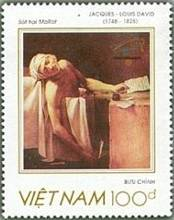 Sát hại Mallat
JACQUES - LOUIS DAVID
(1748 - 1825)
BƯU CHÍNH
VIỆT NAM 100đ